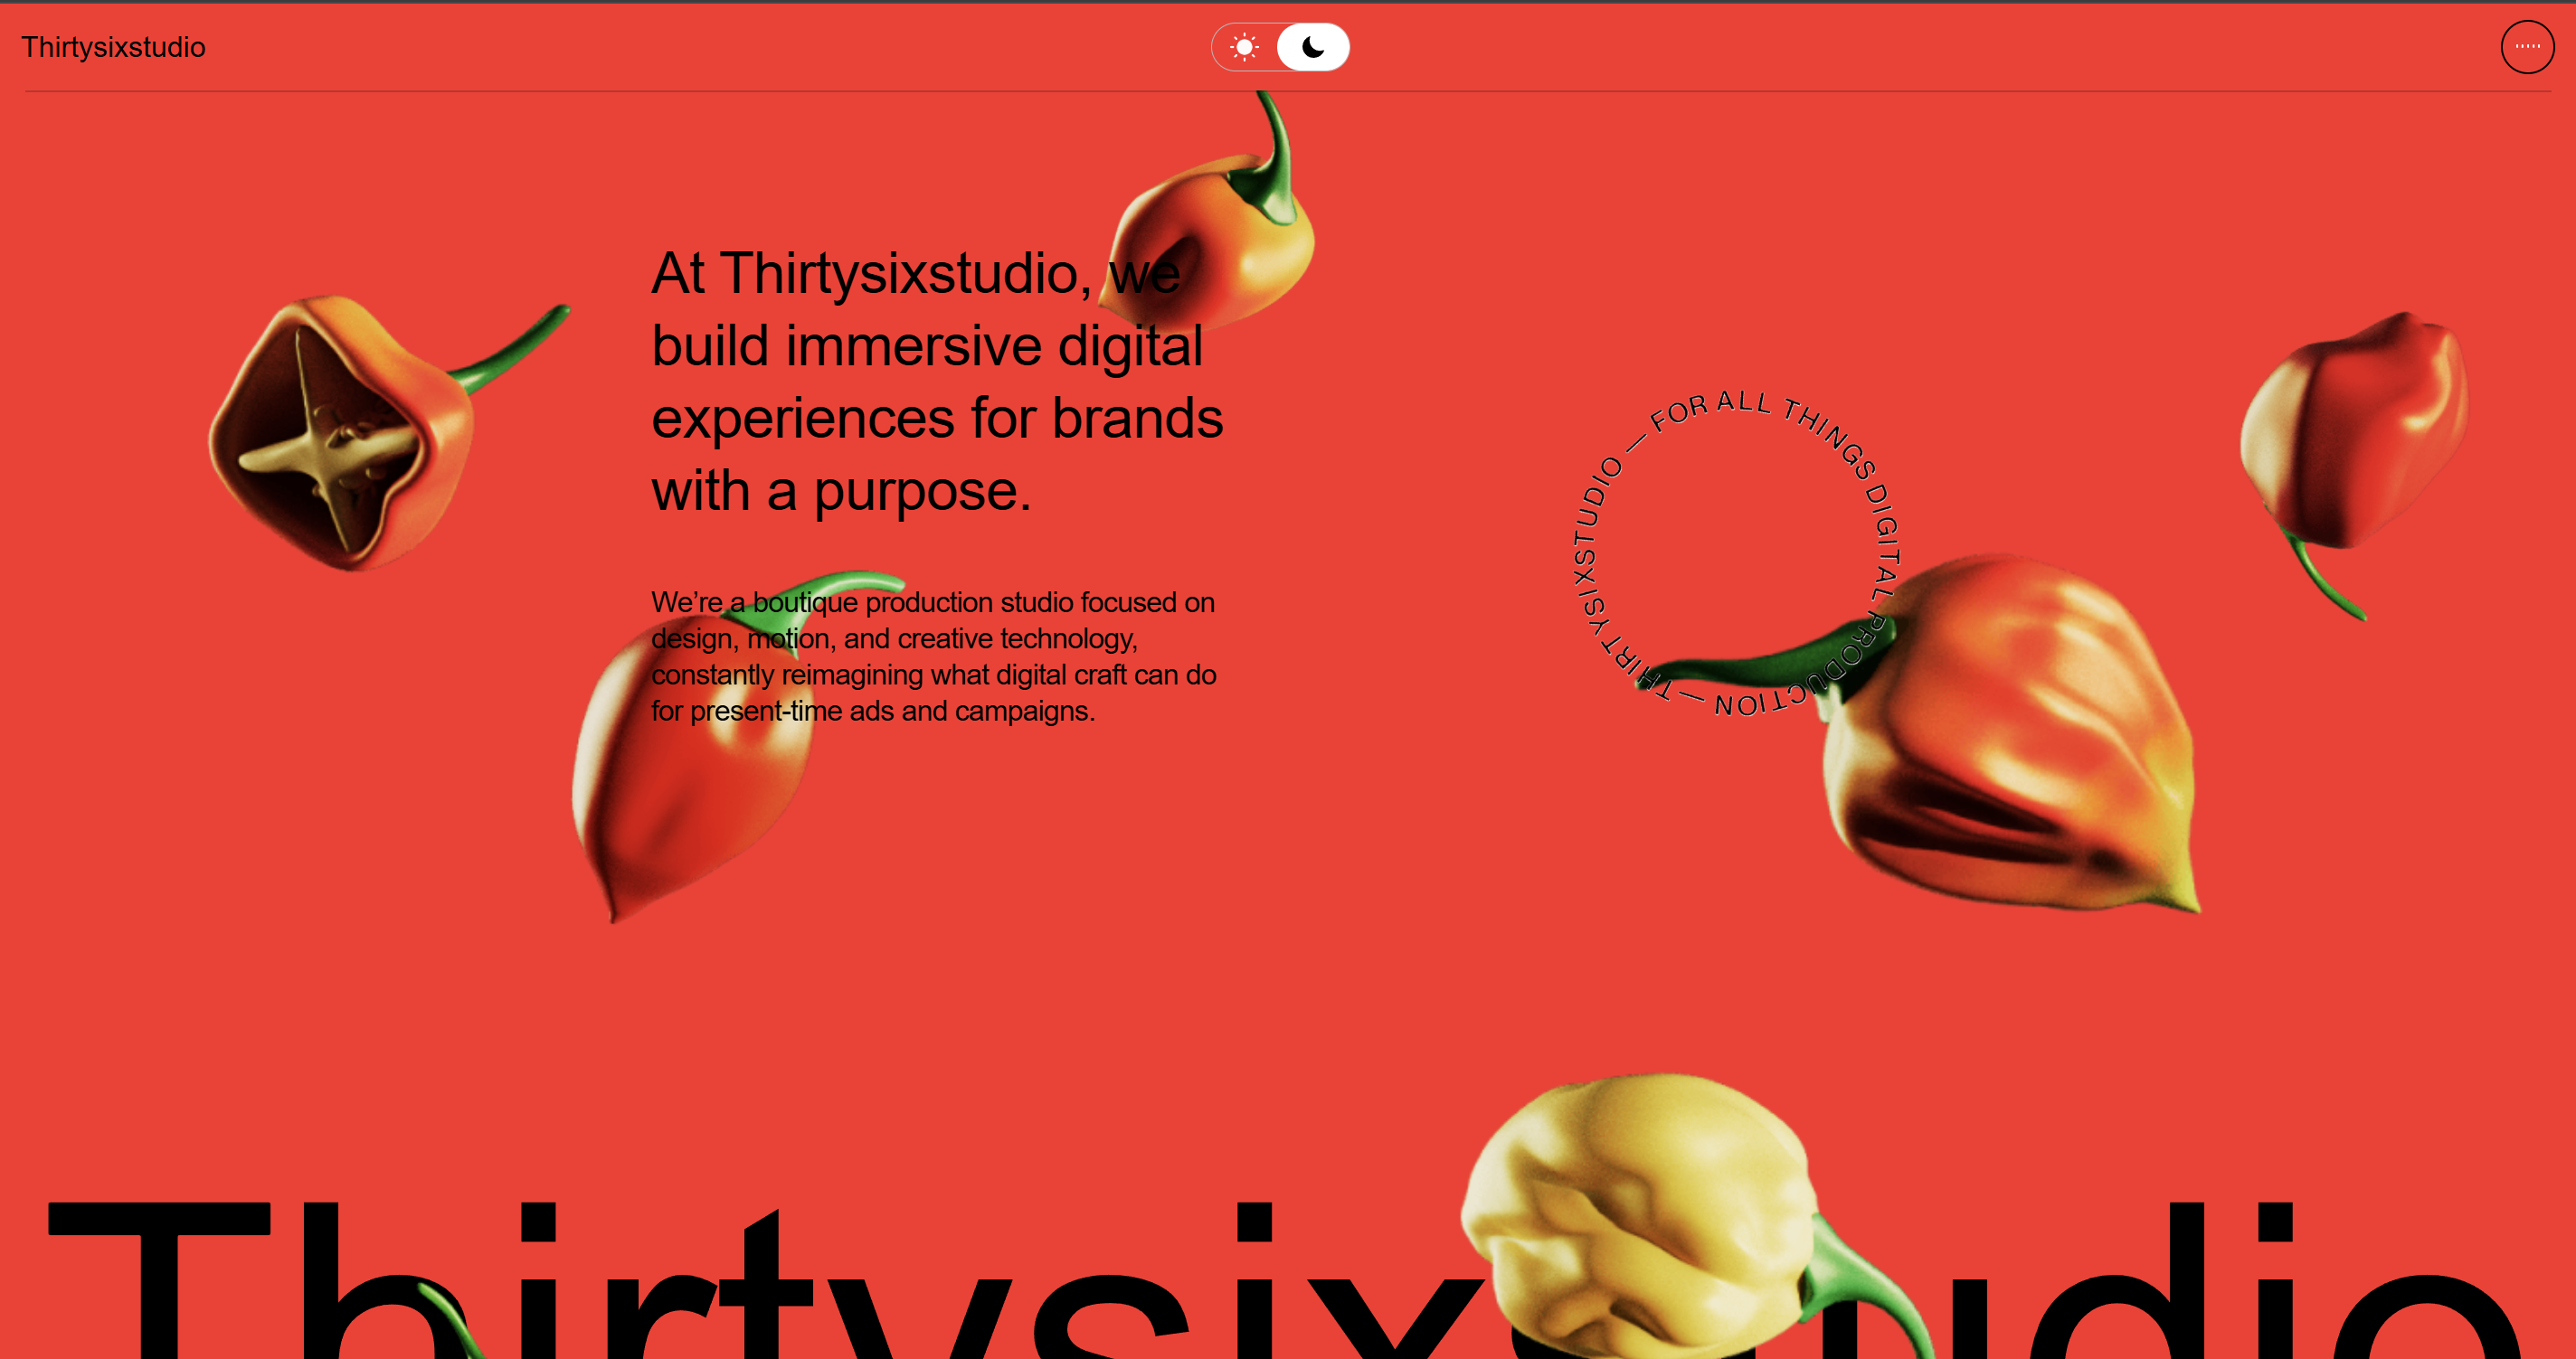 Thirtysixstudio
At Thirtysixstudio, we
build immersive digital
experiences for brands
with a purpose.
We’re a boutique production studio focused on
design, motion, and creative technology,
constantly reimagining what digital craft can do
for present-time ads and campaigns.
THIRTYSIXSTUDIO — FOR ALL THINGS DIGITAL PRODUCTION —
Thirtysixstudio